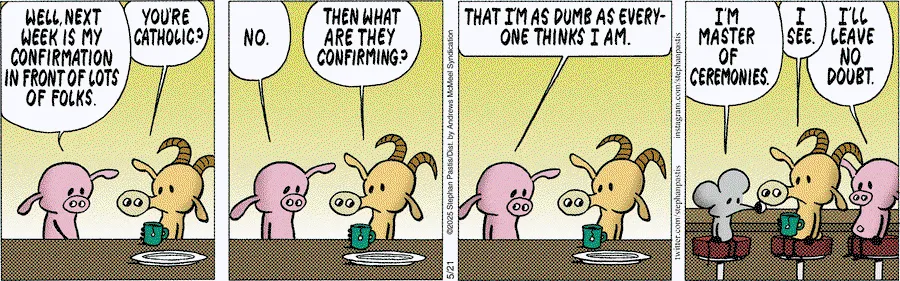 WELL, NEXT
WEEK IS MY
CONFIRMATION
IN FRONT OF LOTS
OF FOLKS.
YOU'RE
CATHOLIC?
NO.
THEN WHAT
ARE THEY
CONFIRMING?
©2025 Stephan Pastis/Dist. by Andrews McMeel Syndication
5/21
THAT I'M AS DUMB AS EVERY-
ONE THINKS I AM.
twitter.com/stephanpastis
instagram.com/stephanpastis
I'M
MASTER
OF
CEREMONIES.
I
SEE.
I'LL
LEAVE
NO
DOUBT.